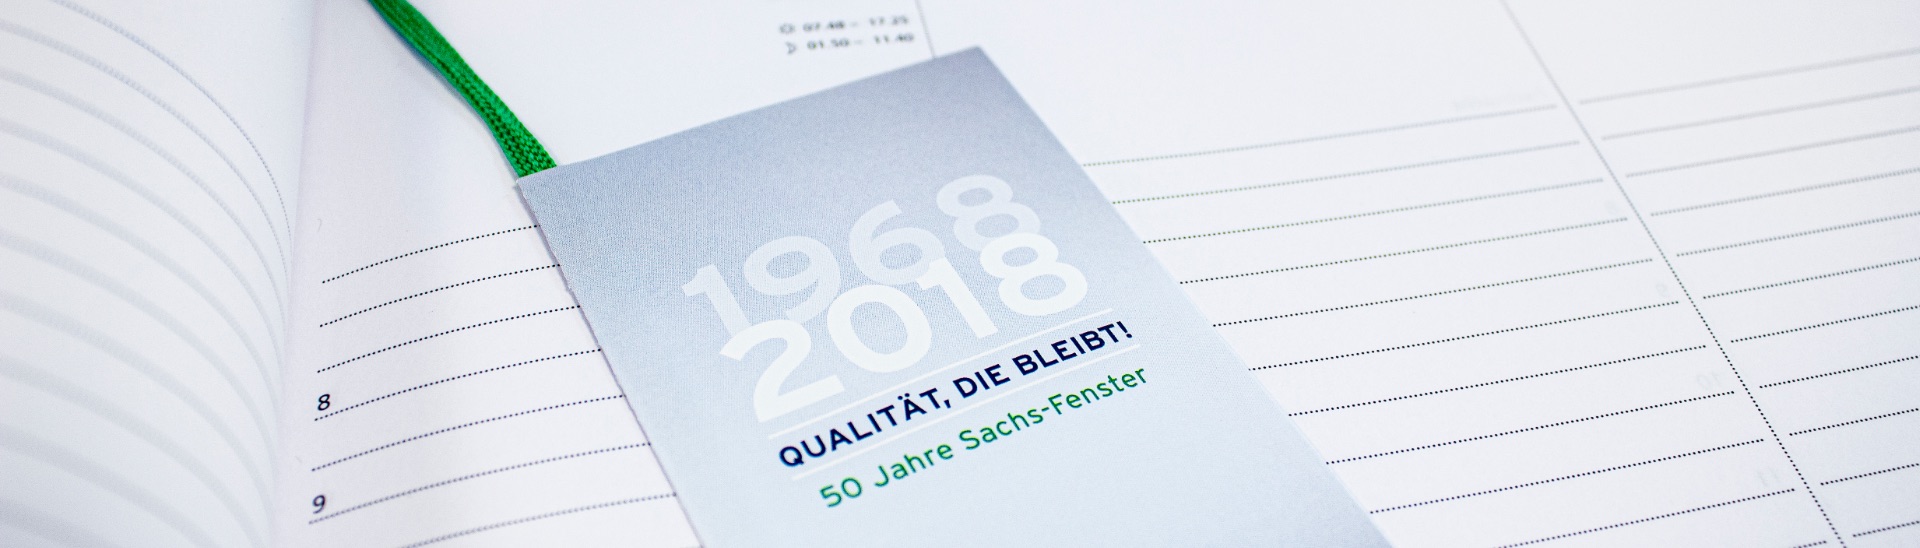 07.48 – 17.25
01.50 – 11.40
1968
2018
QUALITÄT, DIE BLEIBT!
50 Jahre Sachs-Fenster
8
9